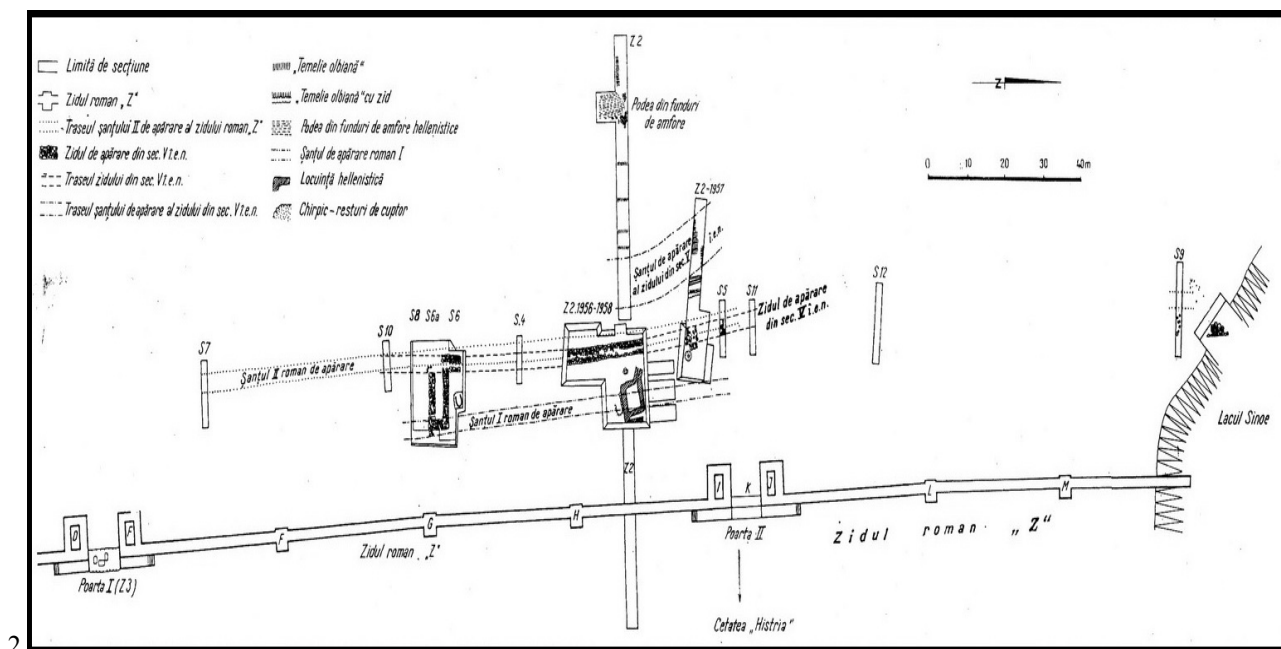 Limită de secțiune
Zidul roman „Z"
Traseul șanțului II de apărare al zidului roman „Z"
Zidul de apărare din sec. V î.e.n.
Traseul zidului din sec. V î.e.n.
Traseul șanțului de apărare al zidului din sec. V î.e.n.
„Temelie olbiană"
„Temelie olbiană" cu zid
Podea din funduri de amfore hellenistice
Șanțul de apărare roman I
Locuință hellenistică
Chirpic - resturi de cuptor
Z 2
Podea din funduri
de amfore
Z
0 10 20 30 40m
Z 2-1957
Șanțul de apărare
al zidului din sec. V î.e.n.
S5
S11
Zidul de apărare
din sec. V î.e.n.
S12
S9
Lacul Sinoe
S7
Șanțul II roman de apărare
S10
S8 S6a S6
S.4
Z.2.1956-1958
Șanțul I roman de apărare
Z2
D
F
G
H
I
K
J
L
M
Poarta I (Z3)
Zidul roman „Z"
Poarta II
Zidul roman „Z"
Cetatea „Histria"
2